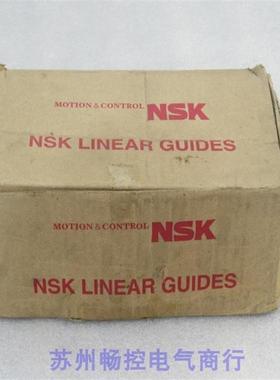 MOTION & CONTROL NSK
NSK LINEAR GUIDES
MOTION & CONTROL NSK
NSK LINEAR GUIDES
苏州畅控电气商行